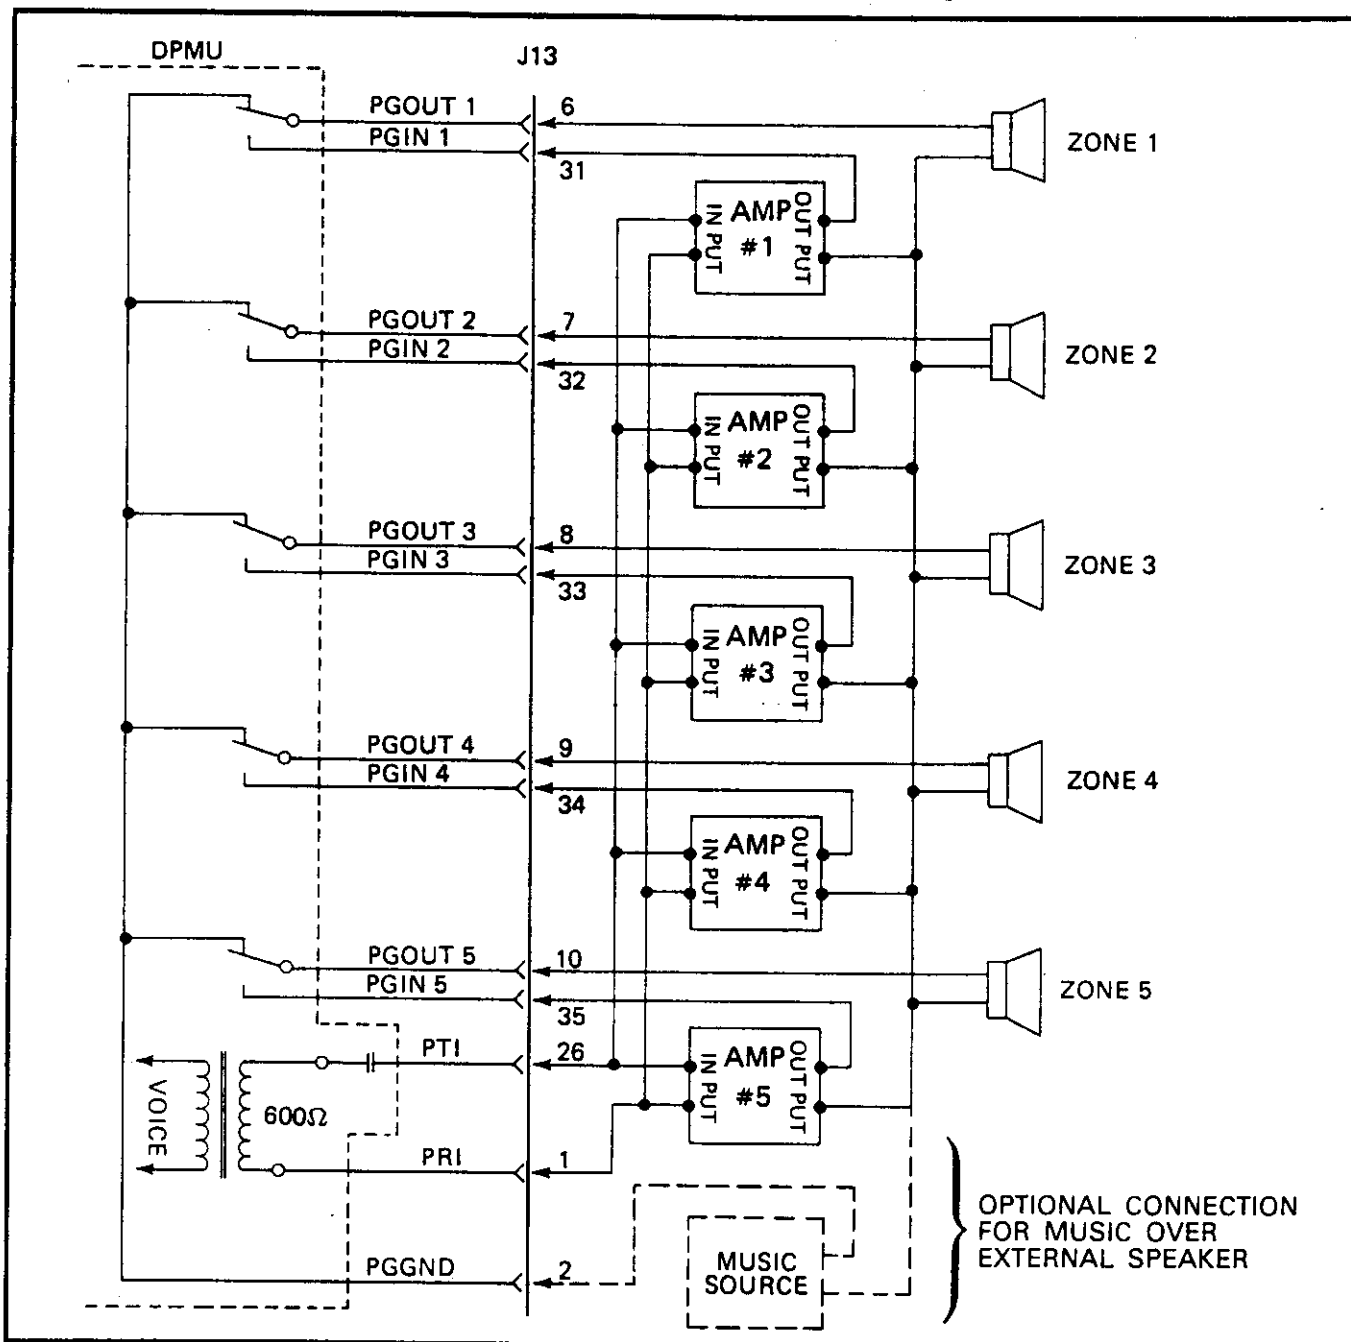 DPMU
J13
PGOUT 1
6
PGIN 1
31
ZONE 1
IN PUT
AMP #1
OUT PUT
PGOUT 2
7
PGIN 2
32
ZONE 2
IN PUT
AMP #2
OUT PUT
PGOUT 3
8
PGIN 3
33
ZONE 3
IN PUT
AMP #3
OUT PUT
PGOUT 4
9
PGIN 4
34
ZONE 4
IN PUT
AMP #4
OUT PUT
PGOUT 5
10
PGIN 5
35
ZONE 5
IN PUT
AMP #5
OUT PUT
PTI
26
VOICE
600Ω
PRI
1
PGGND
2
MUSIC
SOURCE
OPTIONAL CONNECTION
FOR MUSIC OVER
EXTERNAL SPEAKER